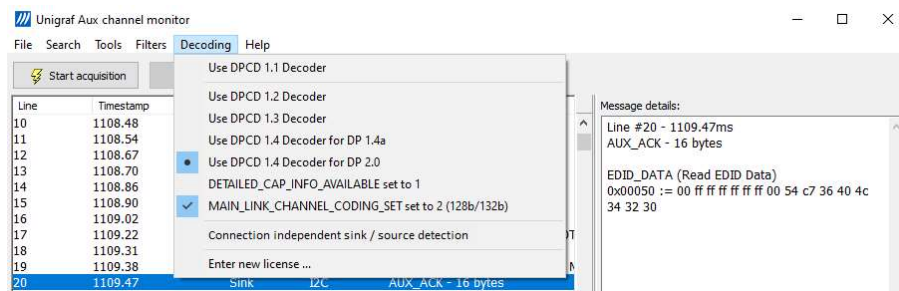 Unigraf Aux channel monitor
File Search Tools Filters Decoding Help
Start acquisition
Use DPCD 1.1 Decoder
Use DPCD 1.2 Decoder
Use DPCD 1.3 Decoder
Use DPCD 1.4 Decoder for DP 1.4a
Use DPCD 1.4 Decoder for DP 2.0
DETAILED_CAP_INFO_AVAILABLE set to 1
MAIN_LINK_CHANNEL_CODING_SET set to 2 (128b/132b)
Connection independent sink / source detection
Enter new license ...
Line Timestamp
10 1108.48
11 1108.54
12 1108.67
13 1108.70
14 1108.86
15 1108.90
16 1109.02
17 1109.22
18 1109.31
19 1109.38
20 1109.47 Sink I2C AUX_ACK - 16 bytes
Message details:
Line #20 - 1109.47ms
AUX_ACK - 16 bytes
EDID_DATA (Read EDID Data)
0x00050 := 00 ff ff ff ff ff ff 00 54 c7 36 40 4c
34 32 30